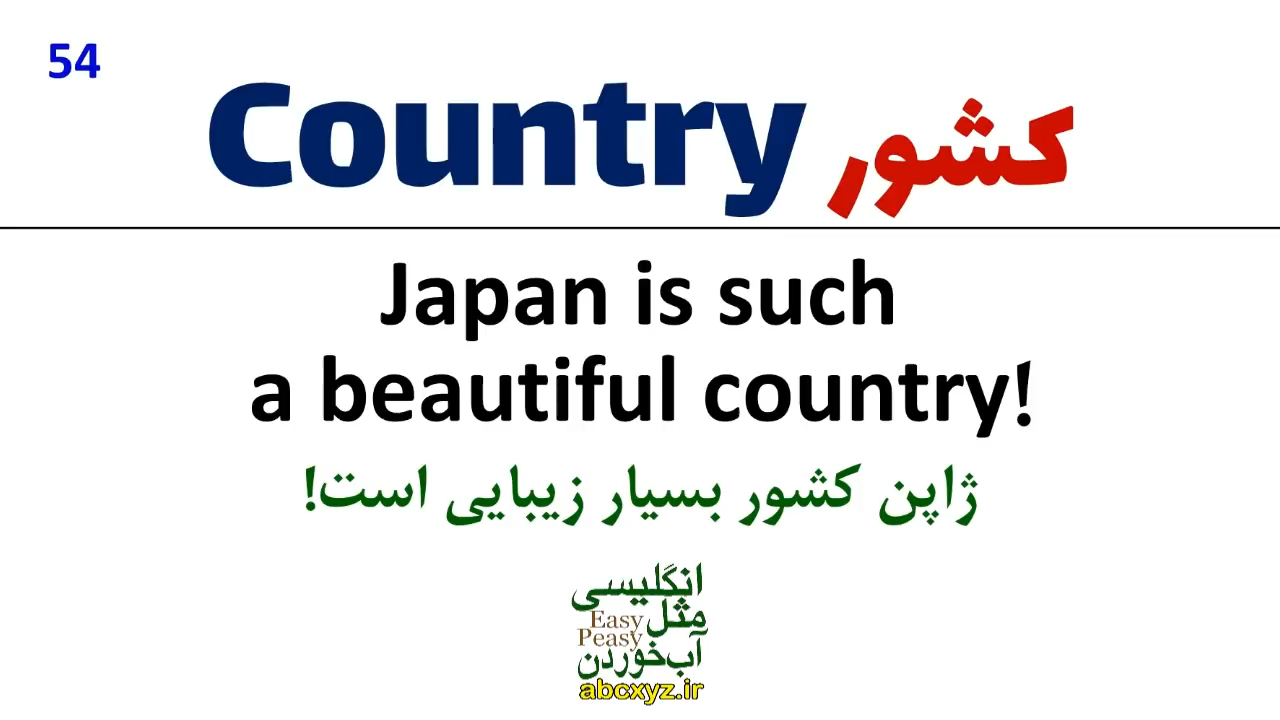 54
Country کشور
Japan is such
a beautiful country!
ژاپن کشور بسیار زیبایی است!
انگلیسی
مثل Easy
Peasy
آب‌خوردن
abcxyz.ir